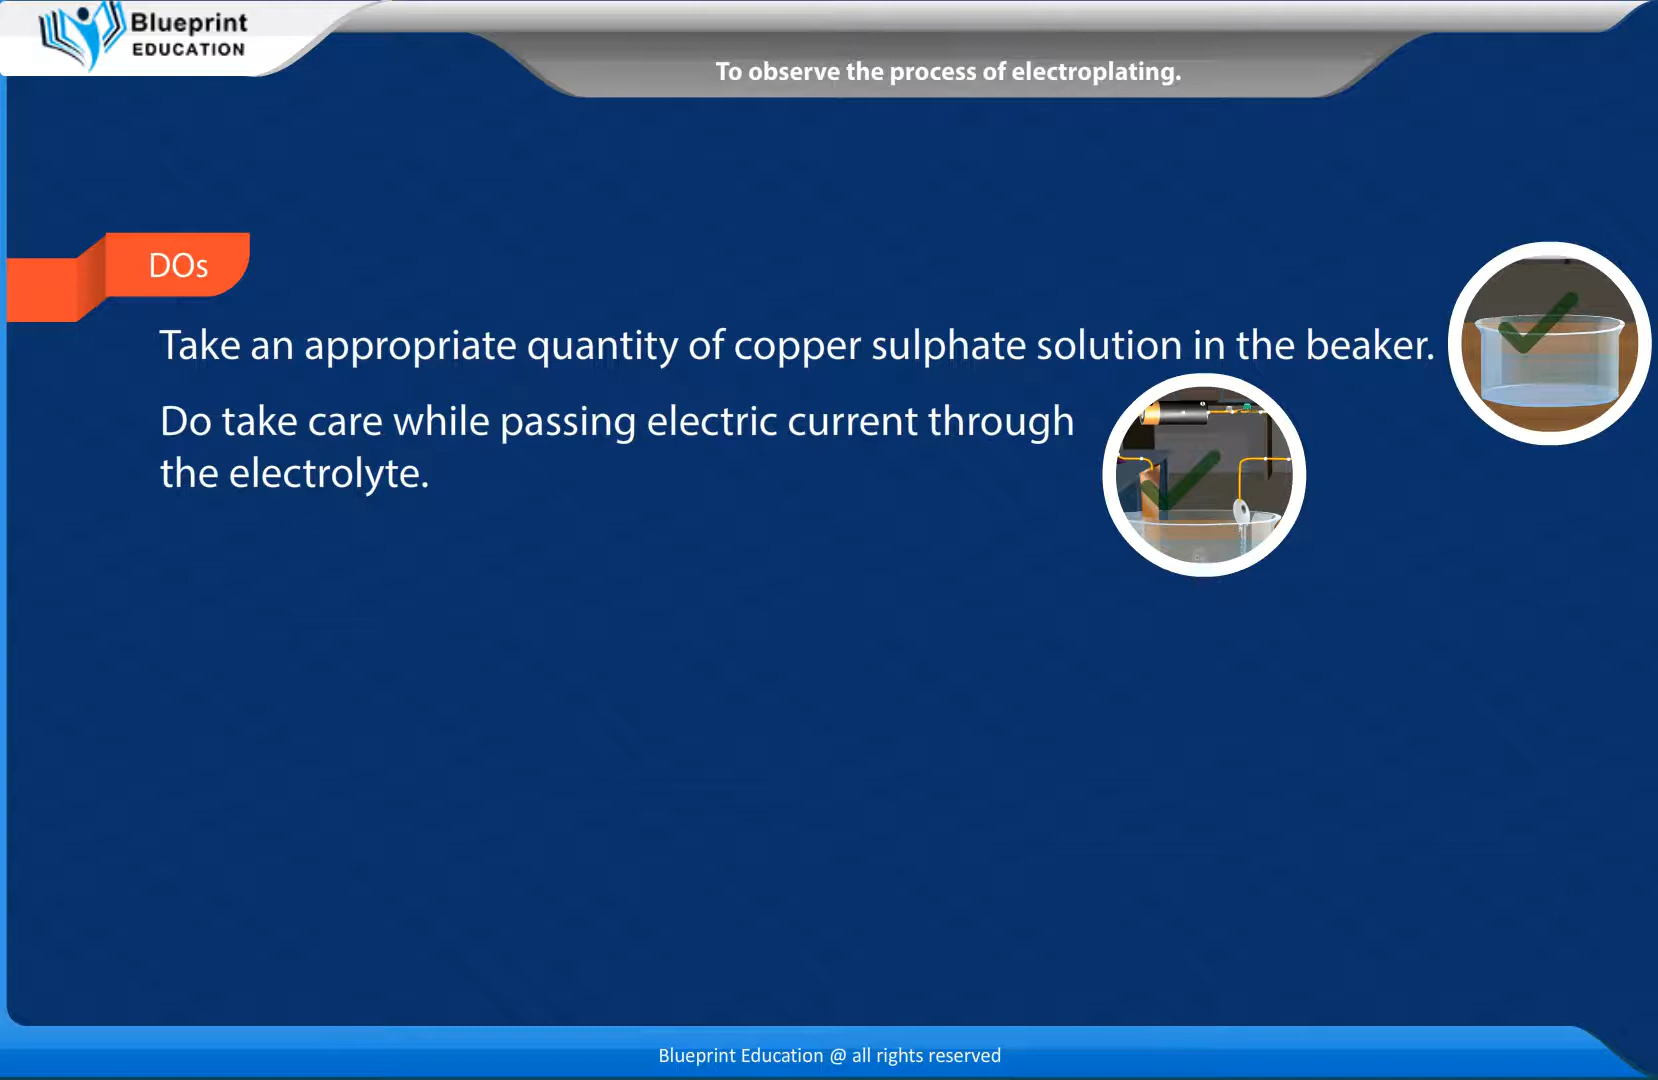 Blueprint
EDUCATION
To observe the process of electroplating.
DOs
Take an appropriate quantity of copper sulphate solution in the beaker.
Do take care while passing electric current through
the electrolyte.
Blueprint Education @ all rights reserved